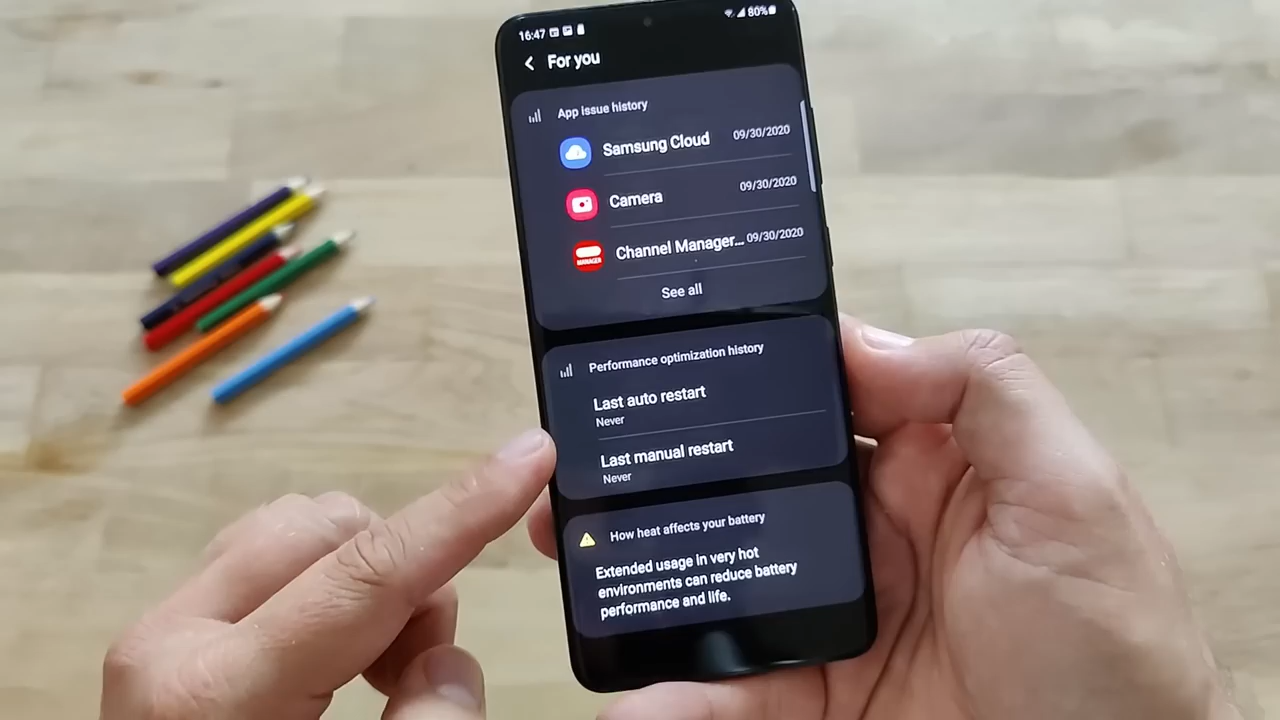 16:47
80%
For you
App issue history
Samsung Cloud 09/30/2020
Camera 09/30/2020
Channel Manager... 09/30/2020
MANAGER
See all
Performance optimization history
Last auto restart
Never
Last manual restart
Never
How heat affects your battery
Extended usage in very hot
environments can reduce battery
performance and life.